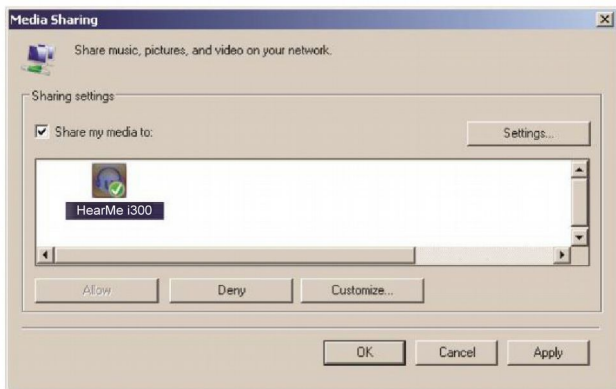 Media Sharing
Share music, pictures, and video on your network.
Sharing settings
Share my media to:
Settings...
HearMe i300
Allow
Deny
Customize...
OK
Cancel
Apply